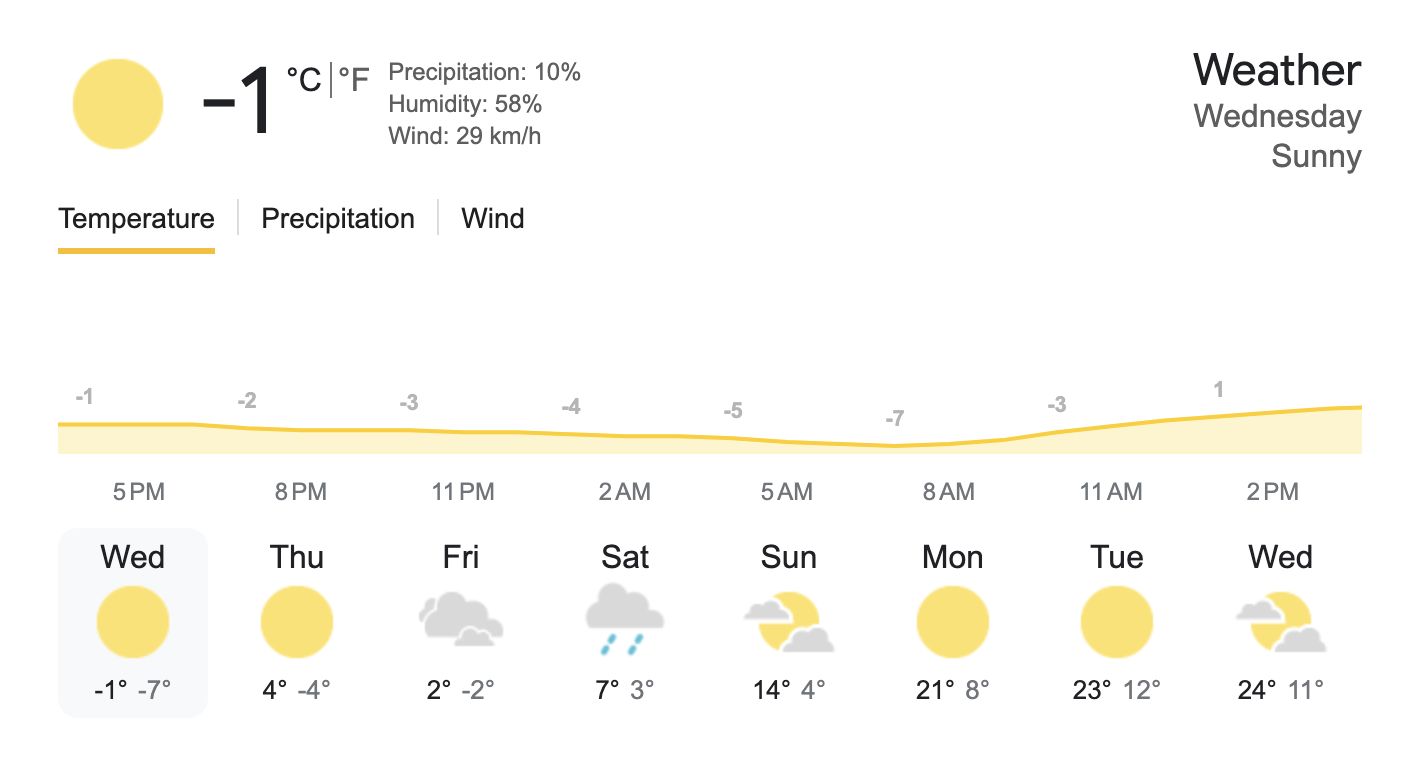 -1 °C | °F
Precipitation: 10%
Humidity: 58%
Wind: 29 km/h
Weather
Wednesday
Sunny
Temperature | Precipitation | Wind
-1 -2 -3 -4 -5 -7 -3 1
5 PM 8 PM 11 PM 2 AM 5 AM 8 AM 11 AM 2 PM
Wed Thu Fri Sat Sun Mon Tue Wed
-1° -7° 4° -4° 2° -2° 7° 3° 14° 4° 21° 8° 23° 12° 24° 11°